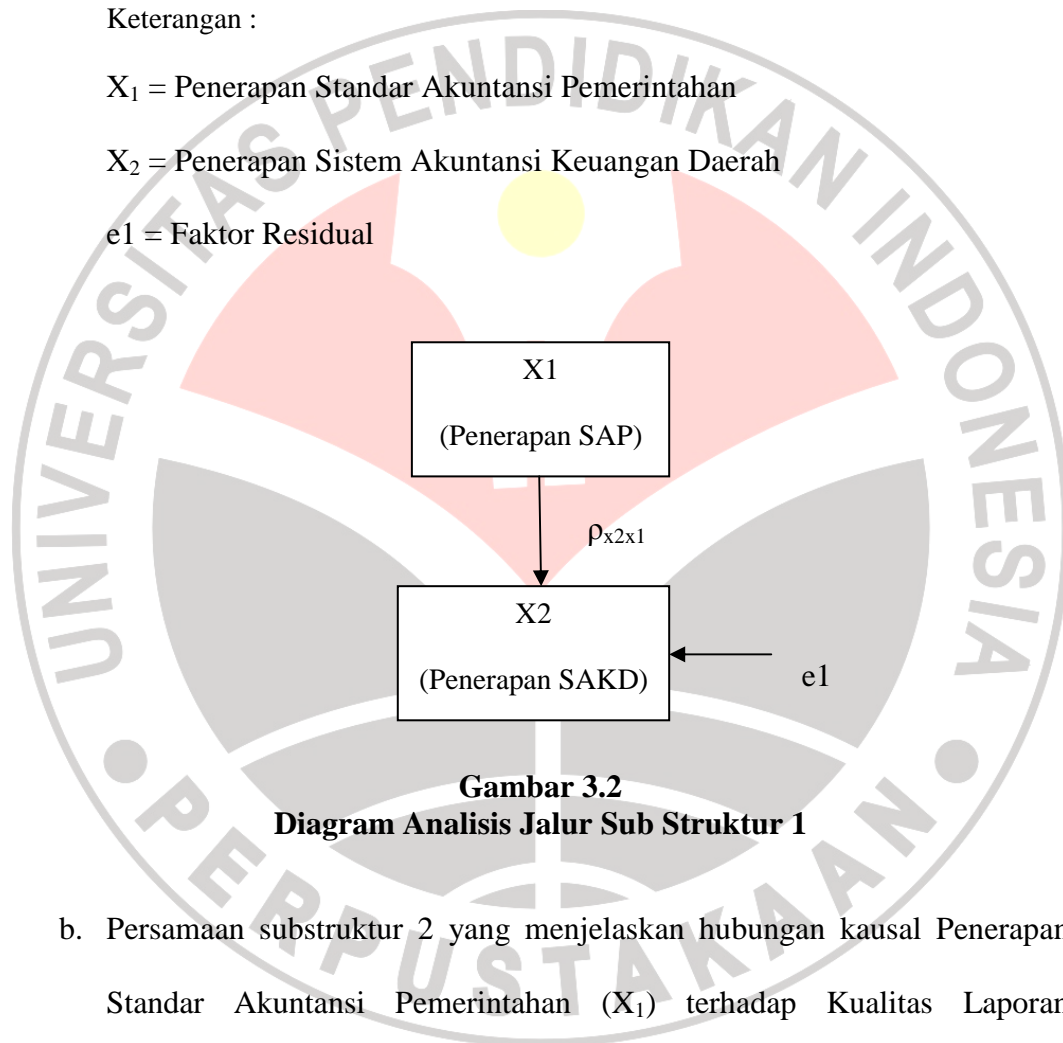 Keterangan :
X₁ = Penerapan Standar Akuntansi Pemerintahan
X₂ = Penerapan Sistem Akuntansi Keuangan Daerah
e1 = Faktor Residual
X1
(Penerapan SAP)
ρx2x1
X2
(Penerapan SAKD)
e1
Gambar 3.2
Diagram Analisis Jalur Sub Struktur 1
b. Persamaan substruktur 2 yang menjelaskan hubungan kausal Penerapan
Standar Akuntansi Pemerintahan (X₁) terhadap Kualitas Laporan
UNIVERSITAS PENDIDIKAN INDONESIA
PERPUSTAKAAN